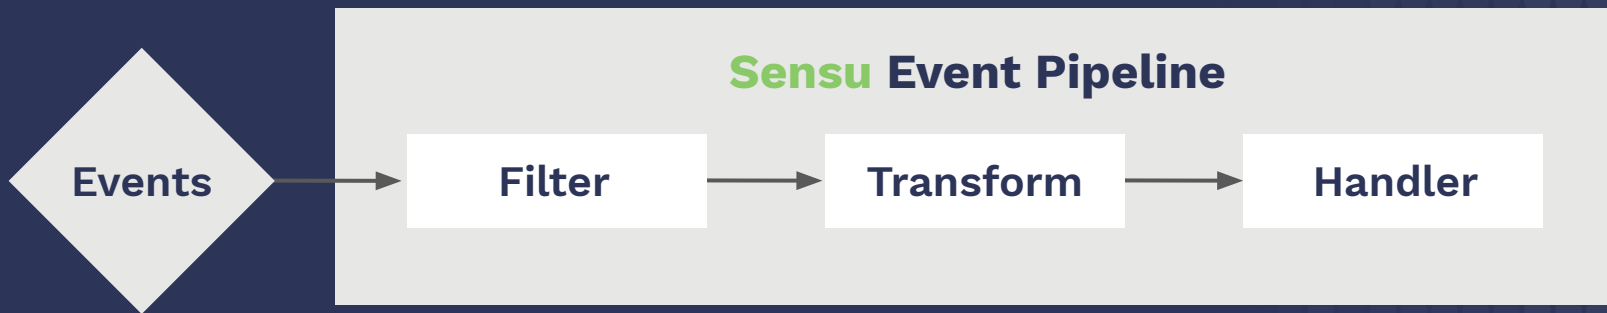 Sensu Event Pipeline
Events
Filter
Transform
Handler